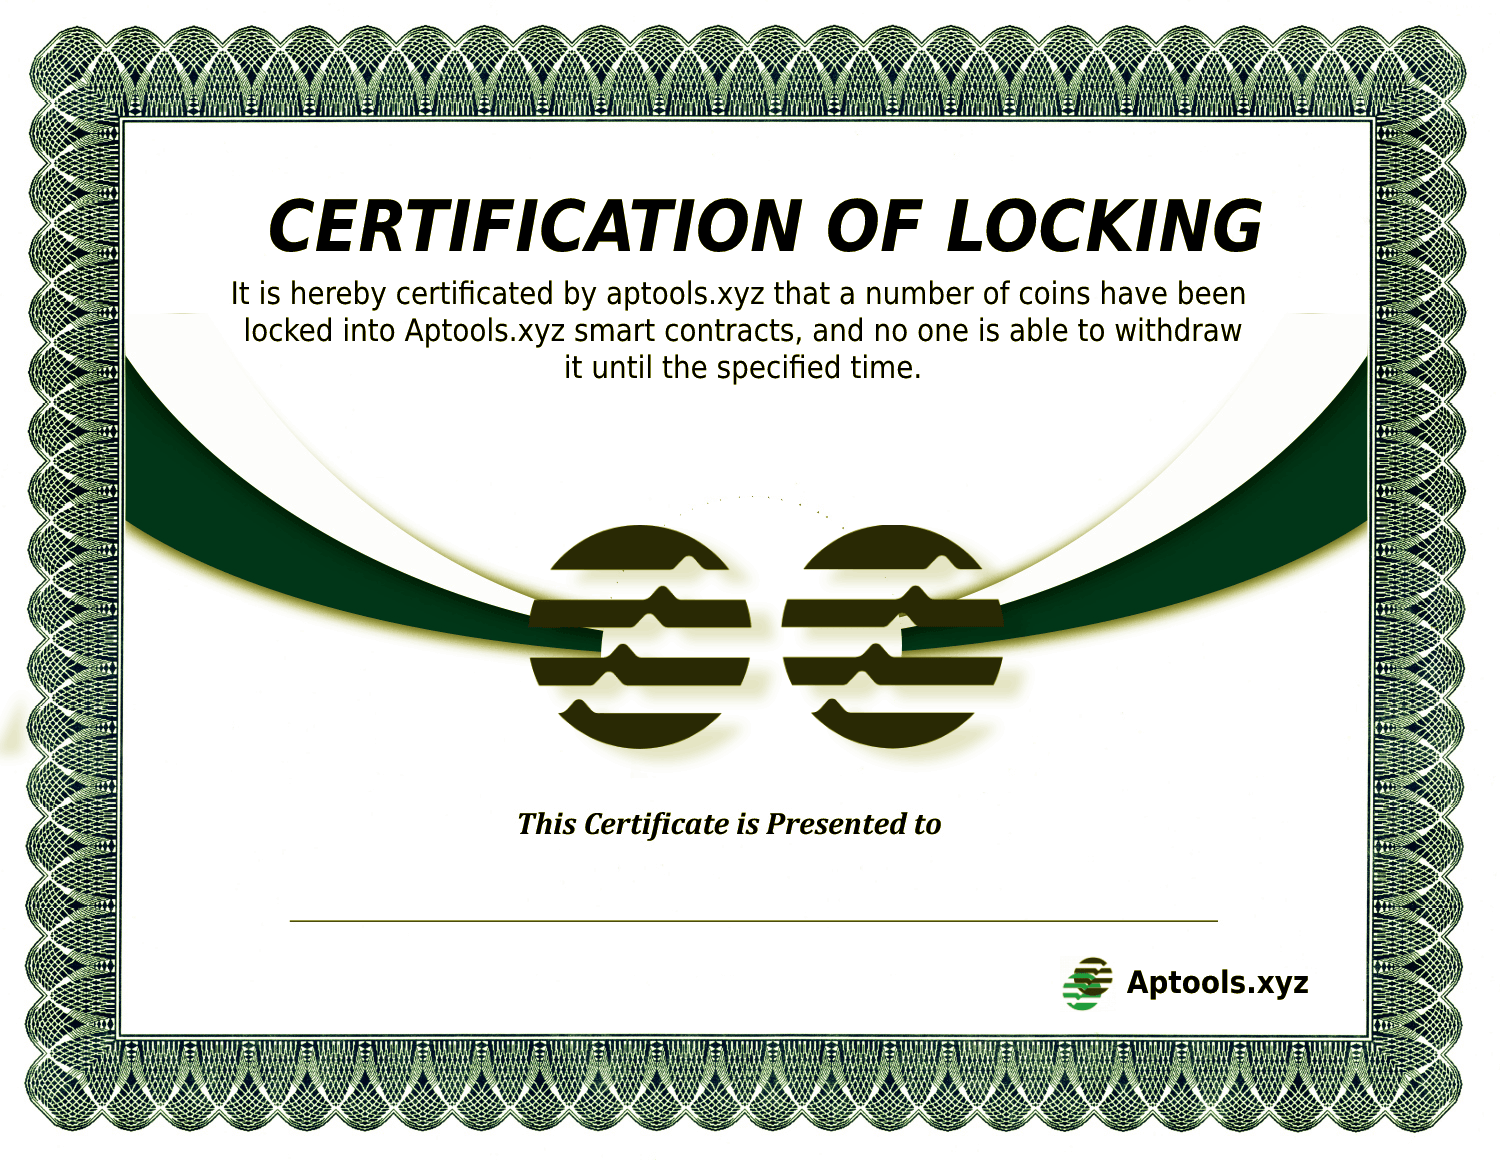 CERTIFICATION OF LOCKING
It is hereby certificated by aptools.xyz that a number of coins have been
locked into Aptools.xyz smart contracts, and no one is able to withdraw
it until the specified time.
This Certificate is Presented to
Aptools.xyz